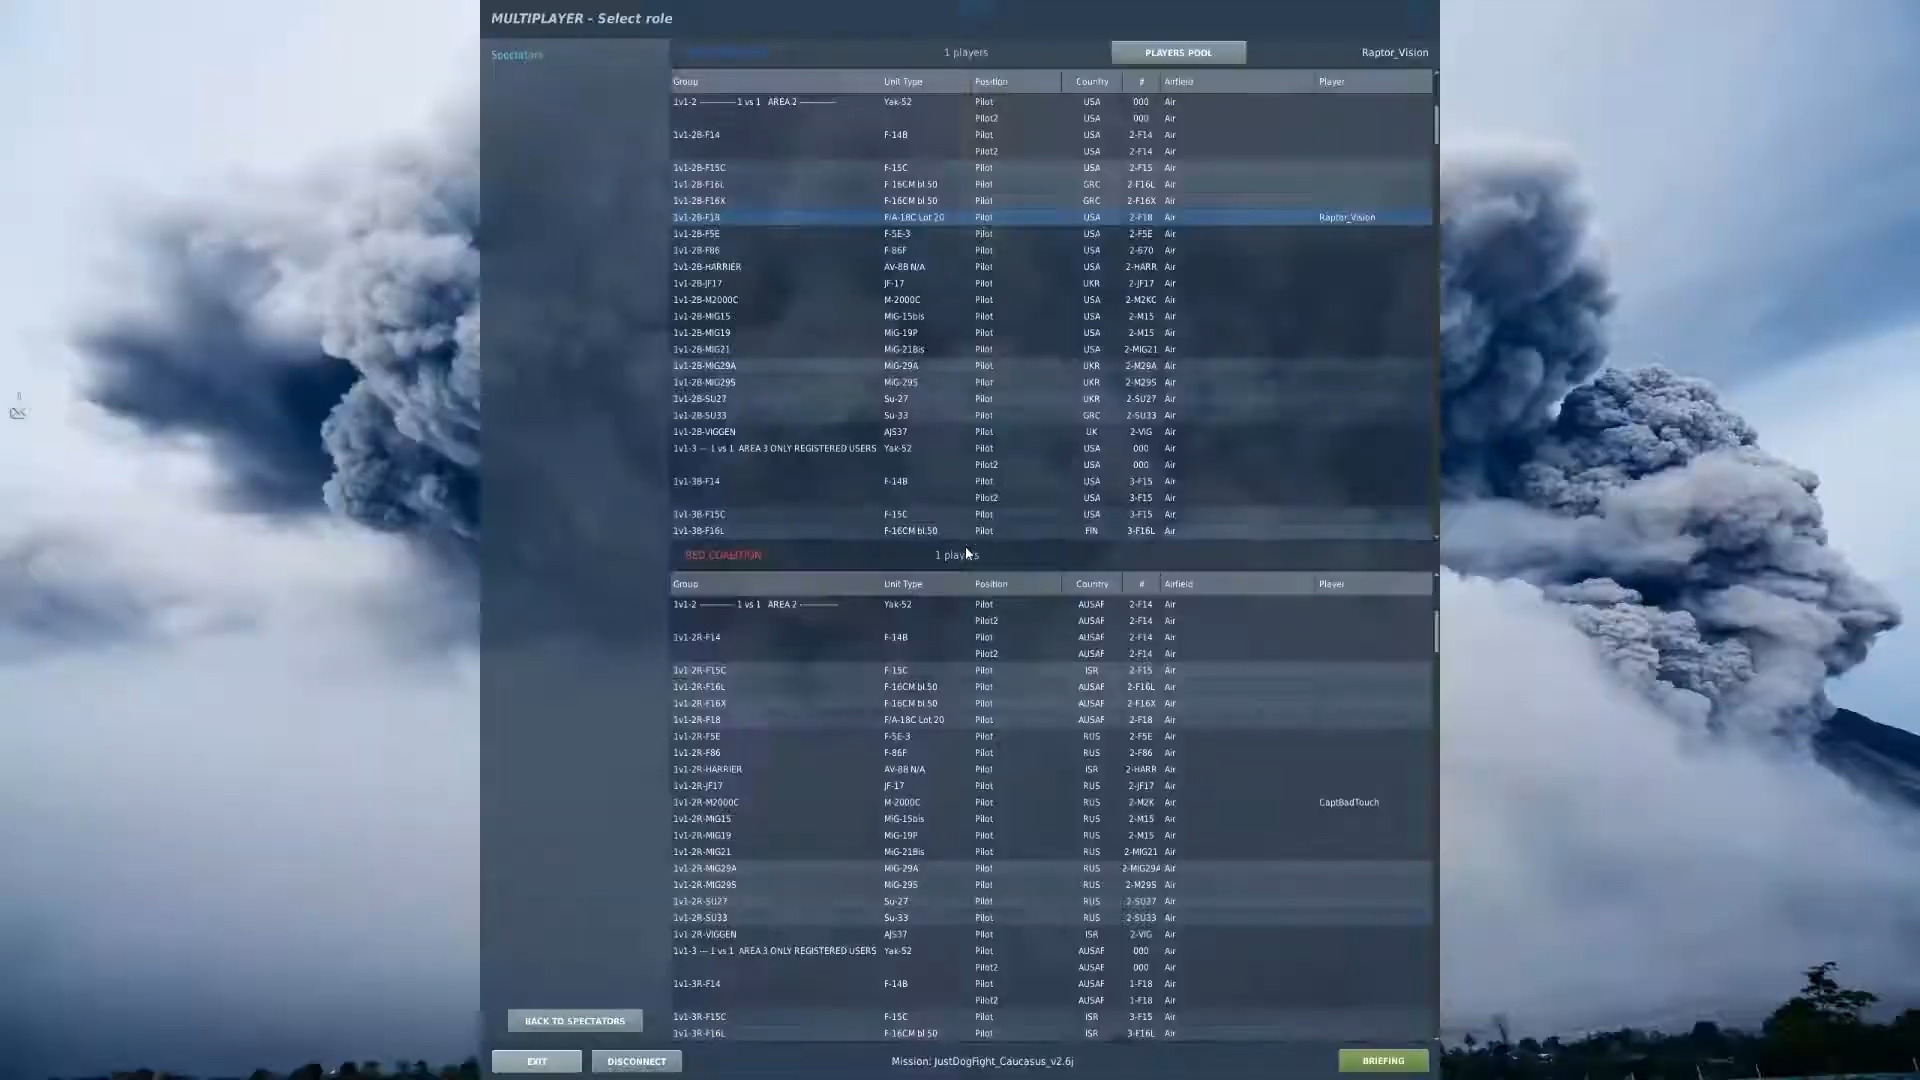 MULTIPLAYER - Select role
Spectators
1 players PLAYERS POOL Raptor_Vision
Group Unit Type Position Country # Airfield Player
1v1-2 ------------ 1 vs 1 AREA 2 ------------ Yak-52 Pilot USA 000 Air
Pilot2 USA 000 Air
1v1-2B-F14 F-14B Pilot USA 2-F14 Air
Pilot2 USA 2-F14 Air
1v1-2B-F15C F-15C Pilot USA 2-F15 Air
1v1-2B-F16L F-16CM bl.50 Pilot GRC 2-F16L Air
1v1-2B-F16X F-16CM bl.50 Pilot GRC 2-F16X Air
1v1-2B-F18 F/A-18C Lot 20 Pilot USA 2-F18 Air Raptor_Vision
1v1-2B-F5E F-5E-3 Pilot USA 2-F5E Air
1v1-2B-F86 F-86F Pilot USA 2-670 Air
1v1-2B-HARRIER AV-8B N/A Pilot USA 2-HARR Air
1v1-2B-JF17 JF-17 Pilot UKR 2-JF17 Air
1v1-2B-M2000C M-2000C Pilot USA 2-M2KC Air
1v1-2B-MIG15 MiG-15bis Pilot USA 2-M15 Air
1v1-2B-MIG19 MiG-19P Pilot USA 2-M15 Air
1v1-2B-MIG21 MiG-21Bis Pilot USA 2-MIG21 Air
1v1-2B-MIG29A MiG-29A Pilot UKR 2-M29A Air
1v1-2B-MIG29S MiG-29S Pilot UKR 2-M29S Air
1v1-2B-SU27 Su-27 Pilot UKR 2-SU27 Air
1v1-2B-SU33 Su-33 Pilot GRC 2-SU33 Air
1v1-2B-VIGGEN AJS37 Pilot UK 2-VIG Air
1v1-3 --- 1 vs 1 AREA 3 ONLY REGISTERED USERS Yak-52 Pilot USA 000 Air
Pilot2 USA 000 Air
1v1-3B-F14 F-14B Pilot USA 3-F15 Air
Pilot2 USA 3-F15 Air
1v1-3B-F15C F-15C Pilot USA 3-F15 Air
1v1-3B-F16L F-16CM bl.50 Pilot FIN 3-F16L Air
RED COALITION 1 players
Group Unit Type Position Country # Airfield Player
1v1-2 ------------ 1 vs 1 AREA 2 ------------ Yak-52 Pilot AUSAF 2-F14 Air
Pilot2 AUSAF 2-F14 Air
1v1-2R-F14 F-14B Pilot AUSAF 2-F14 Air
Pilot2 AUSAF 2-F14 Air
1v1-2R-F15C F-15C Pilot ISR 2-F15 Air
1v1-2R-F16L F-16CM bl.50 Pilot AUSAF 2-F16L Air
1v1-2R-F16X F-16CM bl.50 Pilot AUSAF 2-F16X Air
1v1-2R-F18 F/A-18C Lot 20 Pilot AUSAF 2-F18 Air
1v1-2R-F5E F-5E-3 Pilot RUS 2-F5E Air
1v1-2R-F86 F-86F Pilot RUS 2-F86 Air
1v1-2R-HARRIER AV-8B N/A Pilot ISR 2-HARR Air
1v1-2R-JF17 JF-17 Pilot RUS 2-JF17 Air
1v1-2R-M2000C M-2000C Pilot RUS 2-M2K Air CaptBadTouch
1v1-2R-MIG15 MiG-15bis Pilot RUS 2-M15 Air
1v1-2R-MIG19 MiG-19P Pilot RUS 2-M15 Air
1v1-2R-MIG21 MiG-21Bis Pilot RUS 2-MIG21 Air
1v1-2R-MIG29A MiG-29A Pilot RUS 2-MIG29A Air
1v1-2R-MIG29S MiG-29S Pilot RUS 2-M29S Air
1v1-2R-SU27 Su-27 Pilot RUS 2-SU37 Air
1v1-2R-SU33 Su-33 Pilot RUS 2-SU33 Air
1v1-2R-VIGGEN AJS37 Pilot ISR 2-VIG Air
1v1-3 --- 1 vs 1 AREA 3 ONLY REGISTERED USERS Yak-52 Pilot AUSAF 000 Air
Pilot2 AUSAF 000 Air
1v1-3R-F14 F-14B Pilot AUSAF 1-F18 Air
Pilot2 AUSAF 1-F18 Air
1v1-3R-F15C F-15C Pilot ISR 3-F15 Air
1v1-3R-F16L F-16CM bl.50 Pilot ISR 3-F16L Air
BACK TO SPECTATORS
EXIT DISCONNECT Mission: JustDogFight_Caucasus_v2.6j BRIEFING